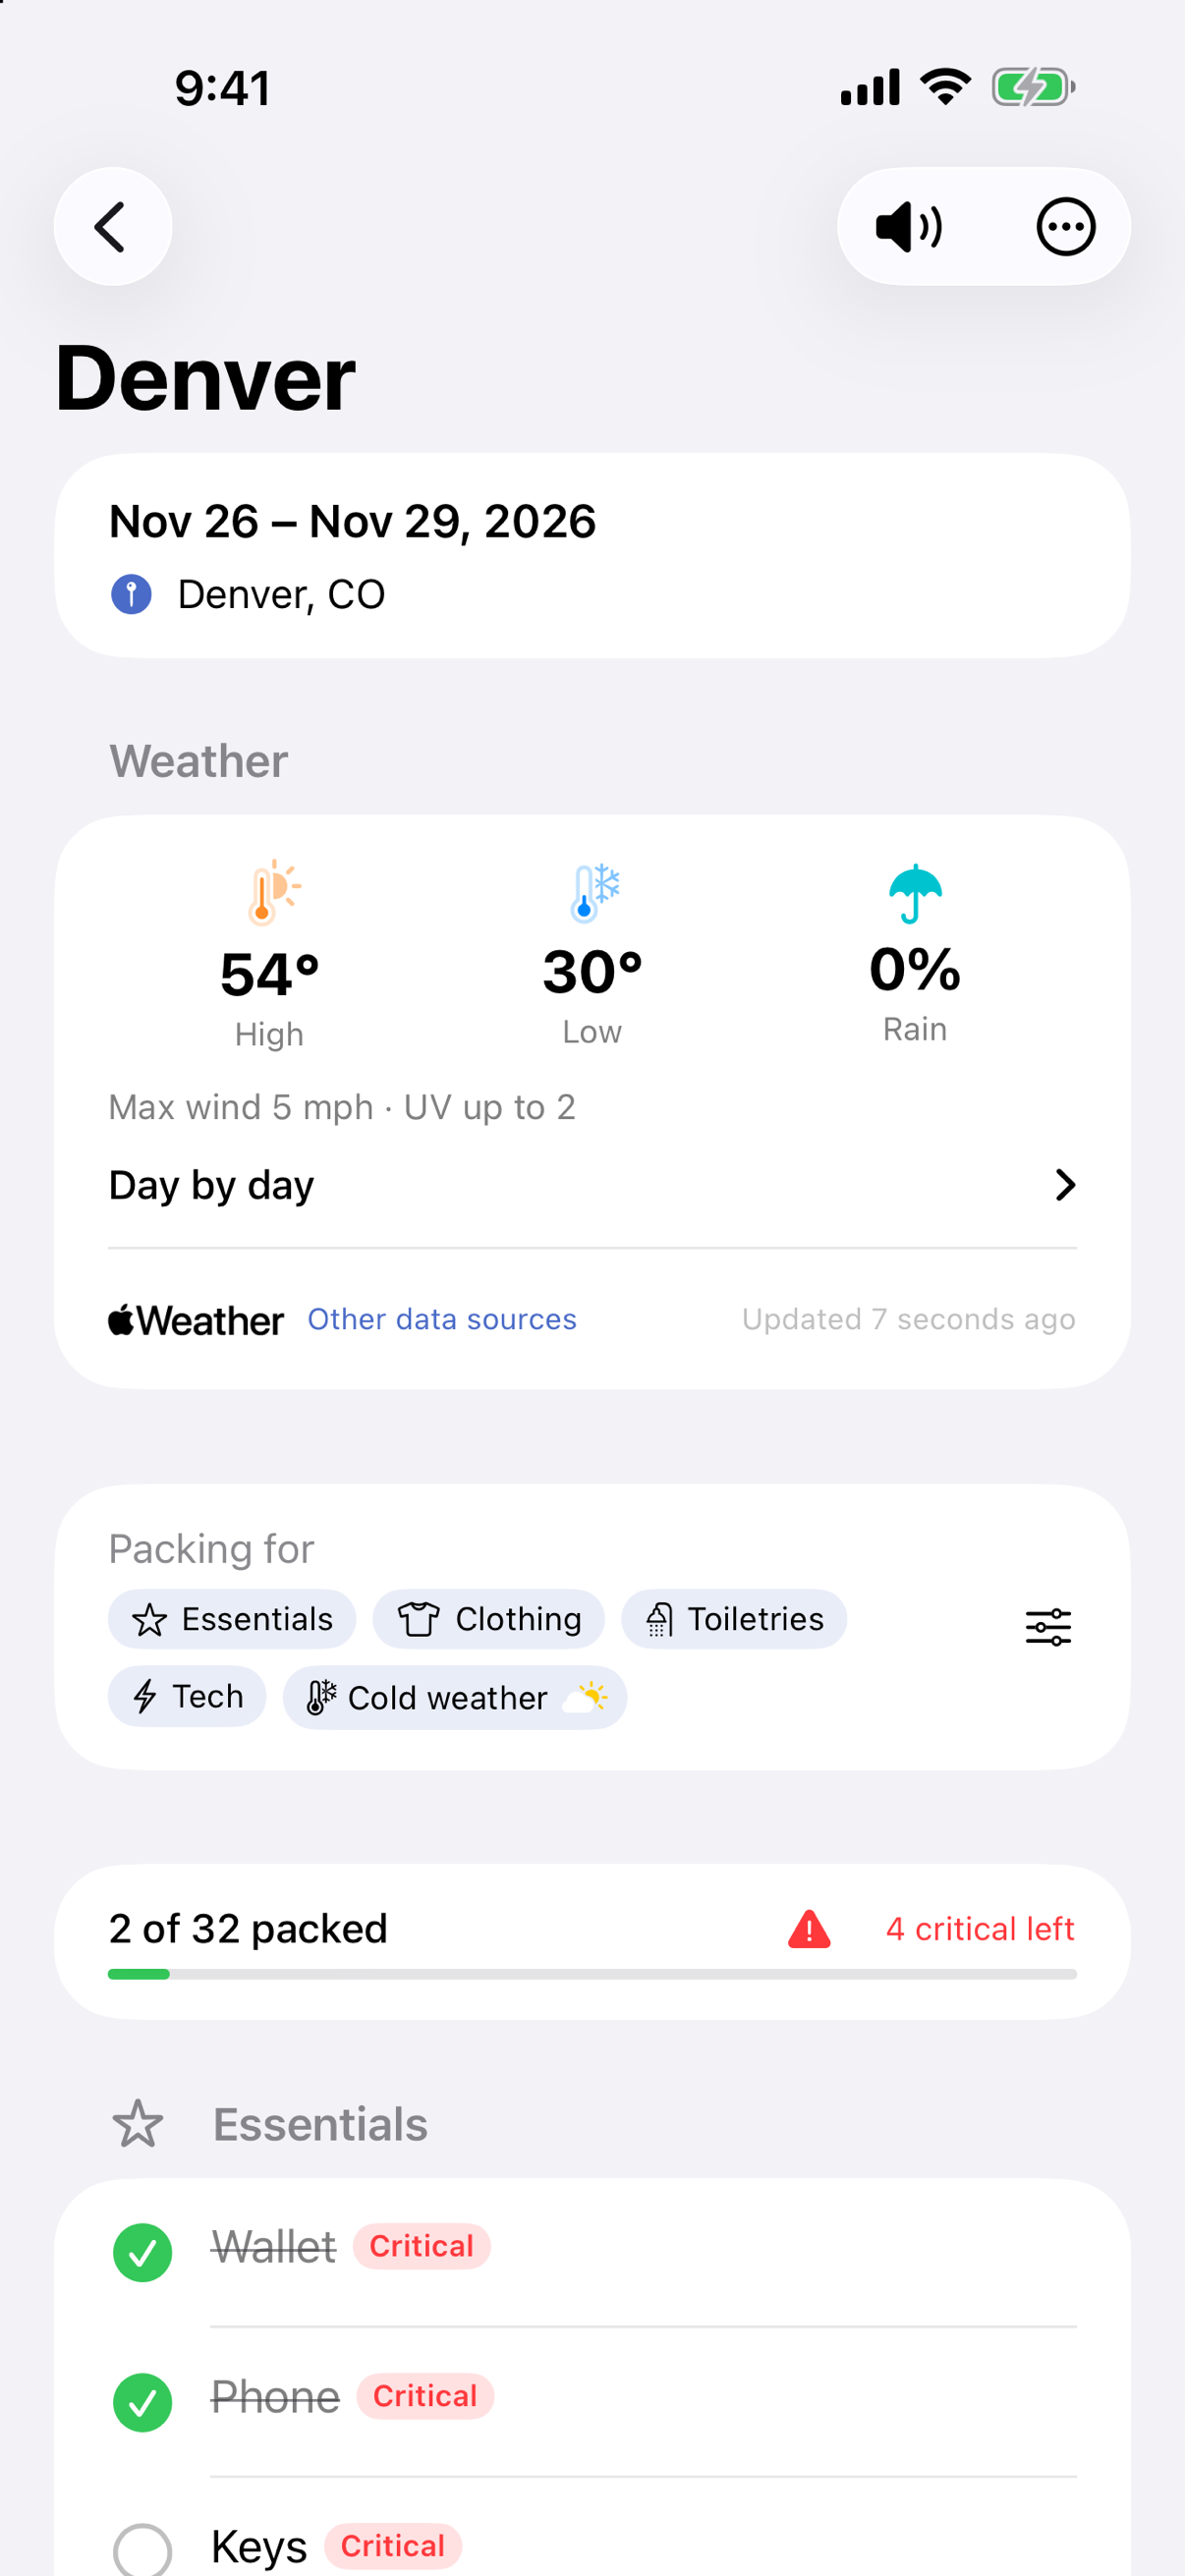 9:41
Denver
Nov 26 – Nov 29, 2026
Denver, CO
Weather
54° 30° 0%
High Low Rain
Max wind 5 mph · UV up to 2
Day by day
Weather Other data sources Updated 7 seconds ago
Packing for
Essentials Clothing Toiletries
Tech Cold weather
2 of 32 packed 4 critical left
Essentials
Wallet Critical
Phone Critical
Keys Critical